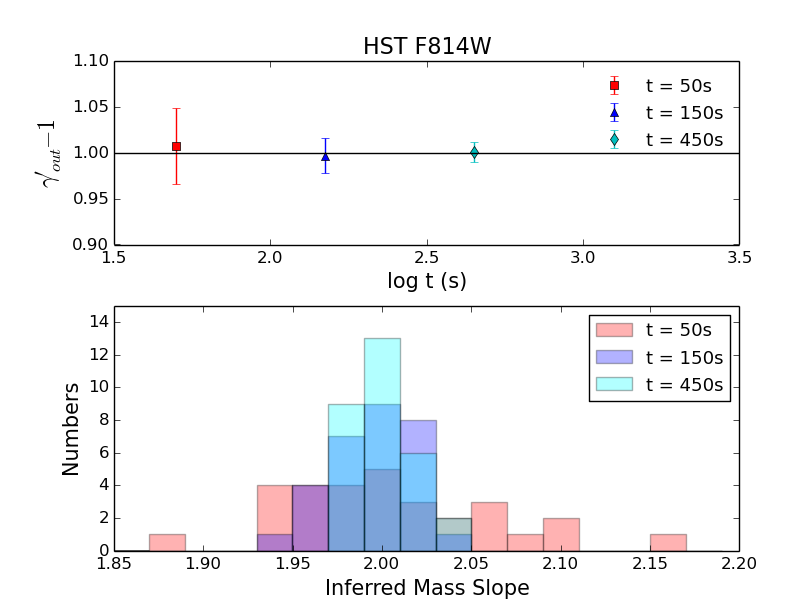 HST F814W
1.10
1.05
1.00
0.95
0.90
γ′out−1
t = 50s
t = 150s
t = 450s
1.5 2.0 2.5 3.0 3.5
log t (s)
14
12
10
8
6
4
2
0
Numbers
t = 50s
t = 150s
t = 450s
1.85 1.90 1.95 2.00 2.05 2.10 2.15 2.20
Inferred Mass Slope